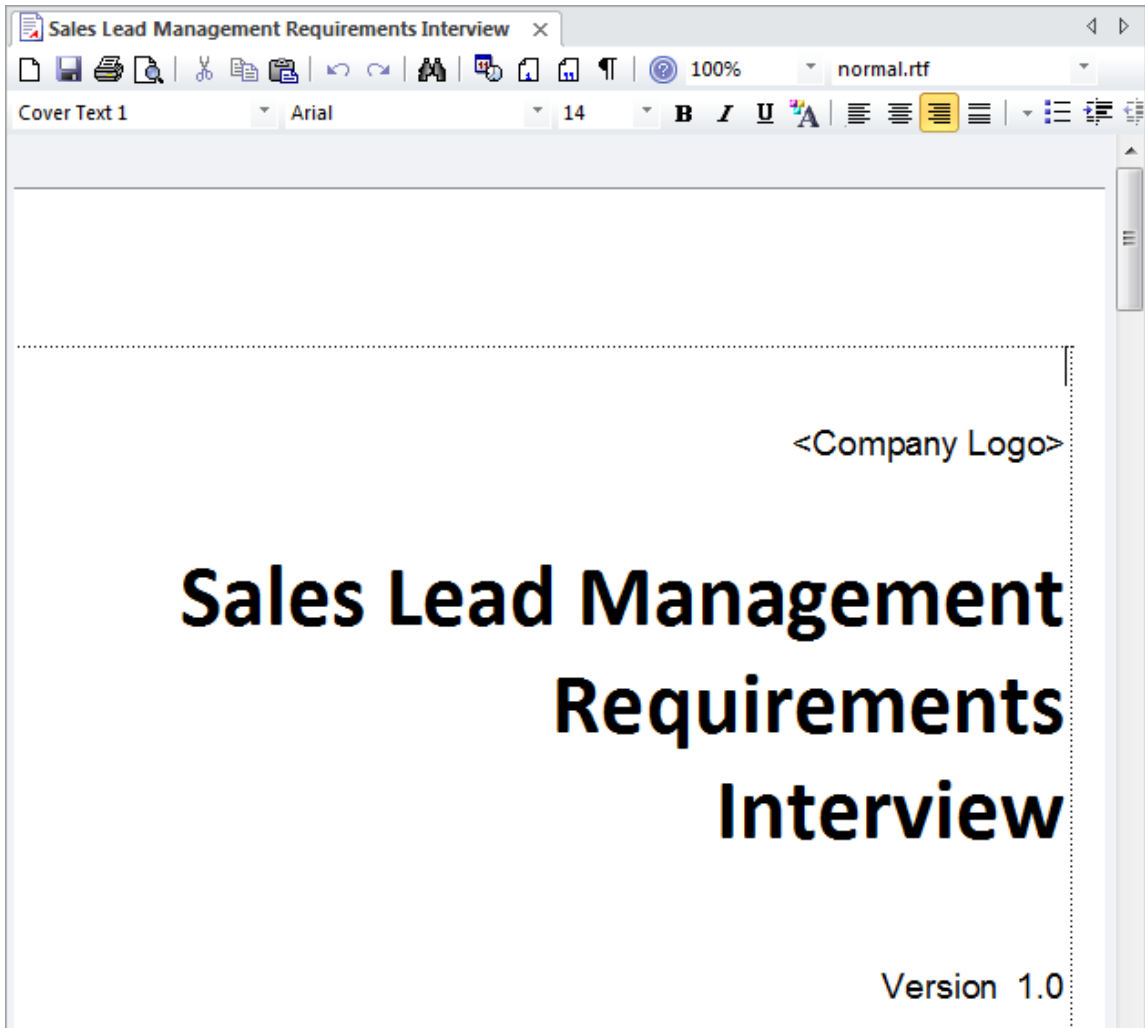 Sales Lead Management Requirements Interview
100% normal.rtf
Cover Text 1 Arial 14 B I U A
<Company Logo>
Sales Lead Management
Requirements
Interview
Version 1.0